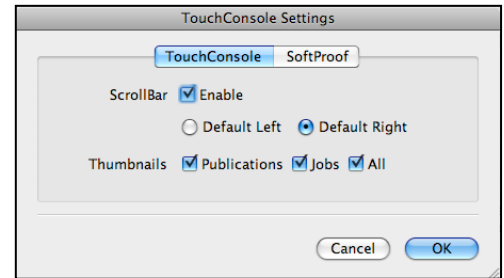 TouchConsole Settings
TouchConsole SoftProof
ScrollBar Enable
Default Left Default Right
Thumbnails Publications Jobs All
Cancel OK